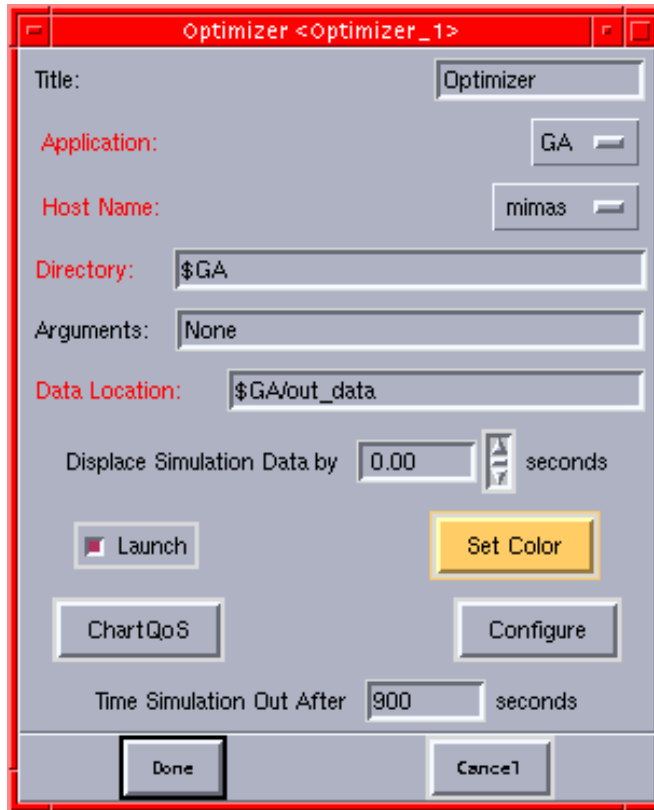 Optimizer <Optimizer_1>
Title: Optimizer
Application: GA
Host Name: mimas
Directory: $GA
Arguments: None
Data Location: $GA/out_data
Displace Simulation Data by 0.00 seconds
Launch Set Color
ChartQoS Configure
Time Simulation Out After 900 seconds
Done Cancel